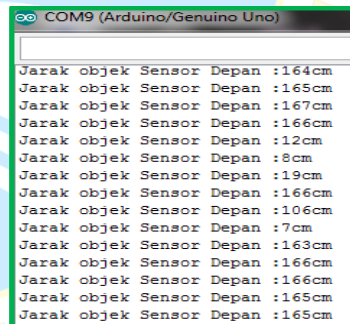 COM9 (Arduino/Genuino Uno)
Jarak objek Sensor Depan :164cm
Jarak objek Sensor Depan :165cm
Jarak objek Sensor Depan :167cm
Jarak objek Sensor Depan :166cm
Jarak objek Sensor Depan :12cm
Jarak objek Sensor Depan :8cm
Jarak objek Sensor Depan :19cm
Jarak objek Sensor Depan :166cm
Jarak objek Sensor Depan :106cm
Jarak objek Sensor Depan :7cm
Jarak objek Sensor Depan :163cm
Jarak objek Sensor Depan :166cm
Jarak objek Sensor Depan :166cm
Jarak objek Sensor Depan :165cm
Jarak objek Sensor Depan :165cm